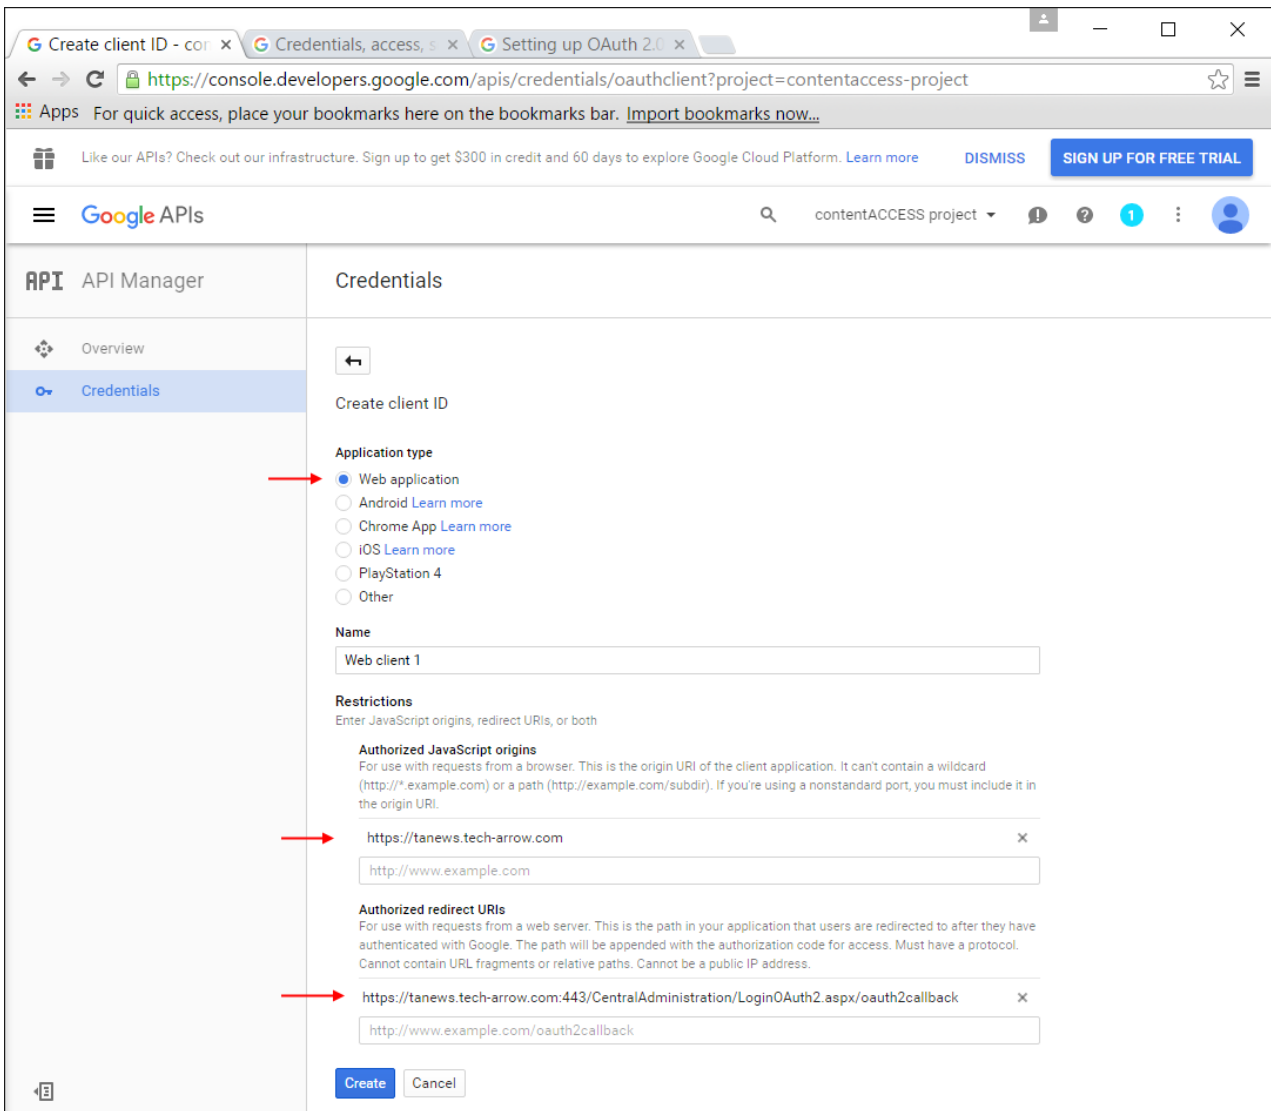 G Create client ID - con
G Credentials, access, s
G Setting up OAuth 2.0
https://console.developers.google.com/apis/credentials/oauthclient?project=contentaccess-project
Apps For quick access, place your bookmarks here on the bookmarks bar. Import bookmarks now...
Like our APIs? Check out our infrastructure. Sign up to get $300 in credit and 60 days to explore Google Cloud Platform. Learn more DISMISS SIGN UP FOR FREE TRIAL
Google APIs contentACCESS project 1
API API Manager Credentials
Overview
Credentials
Create client ID
Application type
Web application
Android Learn more
Chrome App Learn more
iOS Learn more
PlayStation 4
Other
Name
Web client 1
Restrictions
Enter JavaScript origins, redirect URIs, or both
Authorized JavaScript origins
For use with requests from a browser. This is the origin URI of the client application. It can't contain a wildcard
(http://*.example.com) or a path (http://example.com/subdir). If you're using a nonstandard port, you must include it in
the origin URI.
https://tanews.tech-arrow.com
http://www.example.com
Authorized redirect URIs
For use with requests from a web server. This is the path in your application that users are redirected to after they have
authenticated with Google. The path will be appended with the authorization code for access. Must have a protocol.
Cannot contain URL fragments or relative paths. Cannot be a public IP address.
https://tanews.tech-arrow.com:443/CentralAdministration/LoginOAuth2.aspx/oauth2callback
http://www.example.com/oauth2callback
Create Cancel